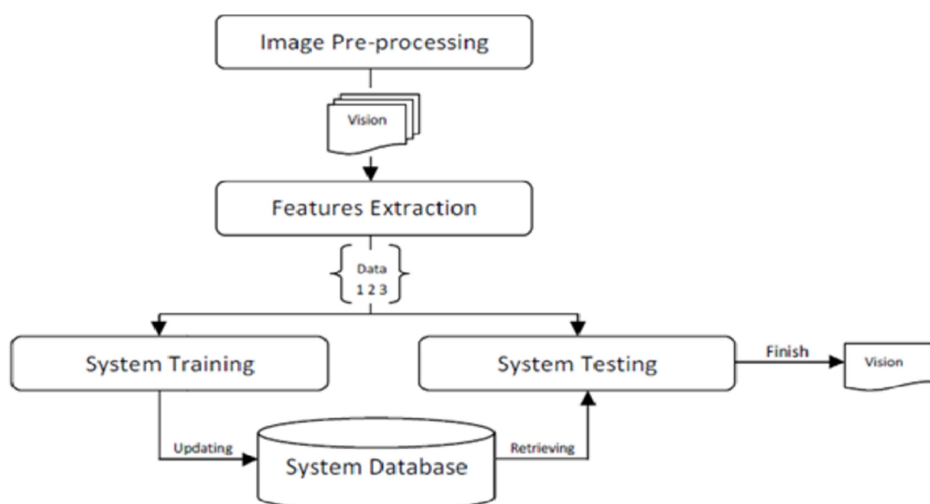 Image Pre-processing
Vision
Features Extraction
Data
1 2 3
System Training
System Testing
Finish
Vision
Updating
System Database
Retrieving